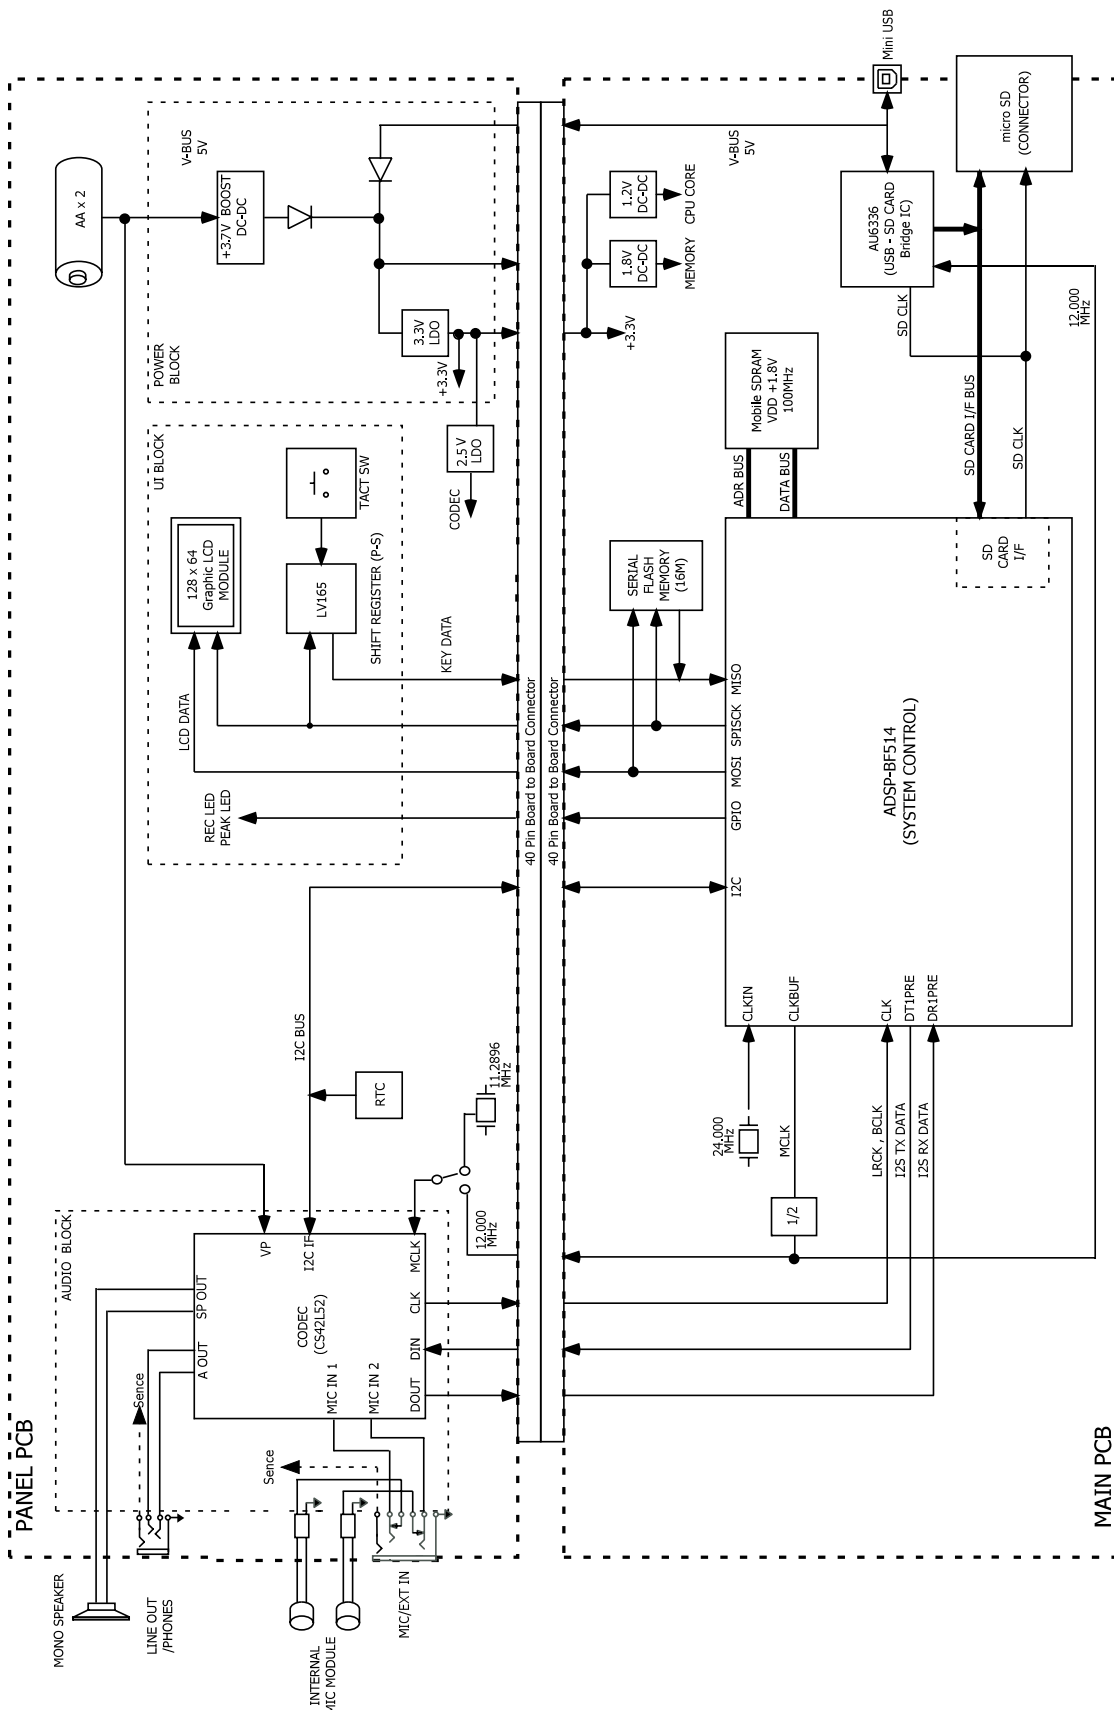 PANEL PCB
AA x 2
POWER
BLOCK
V-BUS
5V
+3.7V BOOST
DC-DC
3.3V
LDO
+3.3V
2.5 V
LDO
CODEC
UI BLOCK
128 x 64
Graphic LCD
MODULE
TACT SW
LV165
SHIFT REGISTER (P-S)
LCD DATA
KEY DATA
REC LED
PEAK LED
I2C BUS
RTC
11.2896
MHz
12.000
MHz
AUDIO BLOCK
CODEC
(CS42L52)
VP
I2C IF
MCLK
SP OUT
A OUT
MIC IN 1
MIC IN 2
CLK
DIN
DOUT
Sence
Sence
MONO SPEAKER
LINE OUT
/PHONES
INTERNAL
MIC MODULE
MIC/EXT IN
40 Pin Board to Board Connector
40 Pin Board to Board Connector
MAIN PCB
Mini USB
V-BUS
5V
micro SD
(CONNECTOR)
AU6336
(USB - SD CARD
Bridge IC)
SD CLK
12.000
MHz
1.2V
DC-DC
CPU CORE
1.8V
DC-DC
MEMORY
+3.3V
Mobile SDRAM
VDD +1.8V
100MHz
ADR BUS
DATA BUS
SD CARD I/F BUS
SD CLK
SD
CARD
I/F
SERIAL
FLASH
MEMORY
(16M)
MISO
SPISCK
MOSI
GPIO
I2C
ADSP-BF514
(SYSTEM CONTROL)
CLKIN
CLKBUF
CLK
DT1PRE
DR1PRE
24.000
MHz
MCLK
1/2
LRCK , BCLK
I2S TX DATA
I2S RX DATA